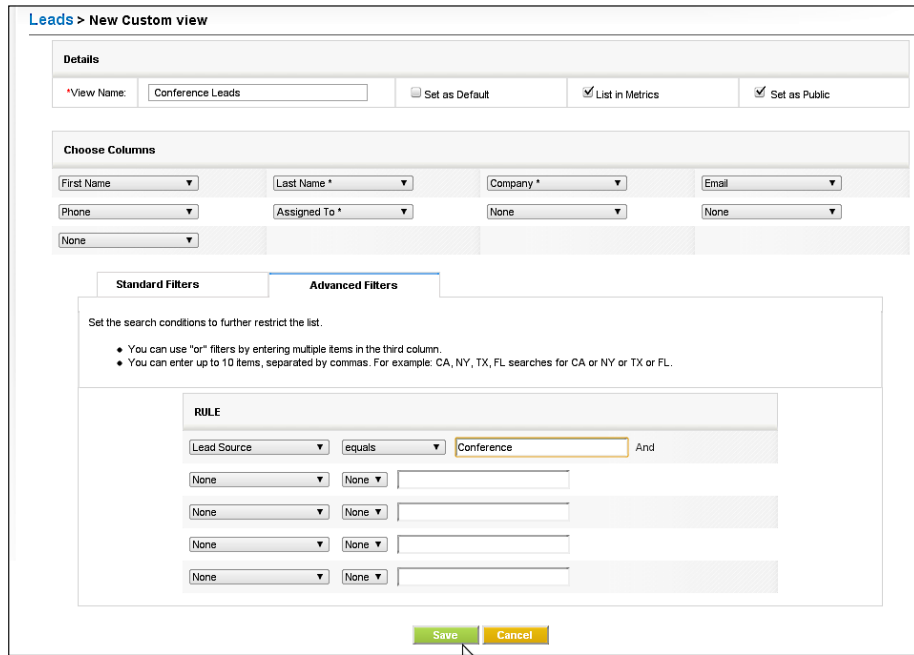 Leads > New Custom view
Details
*View Name: Conference Leads Set as Default List in Metrics Set as Public
Choose Columns
First Name Last Name * Company * Email
Phone Assigned To * None None
None
Standard Filters Advanced Filters
Set the search conditions to further restrict the list.
You can use "or" filters by entering multiple items in the third column.
You can enter up to 10 items, separated by commas. For example: CA, NY, TX, FL searches for CA or NY or TX or FL.
RULE
Lead Source equals Conference And
None None
None None
None None
None None
Save Cancel